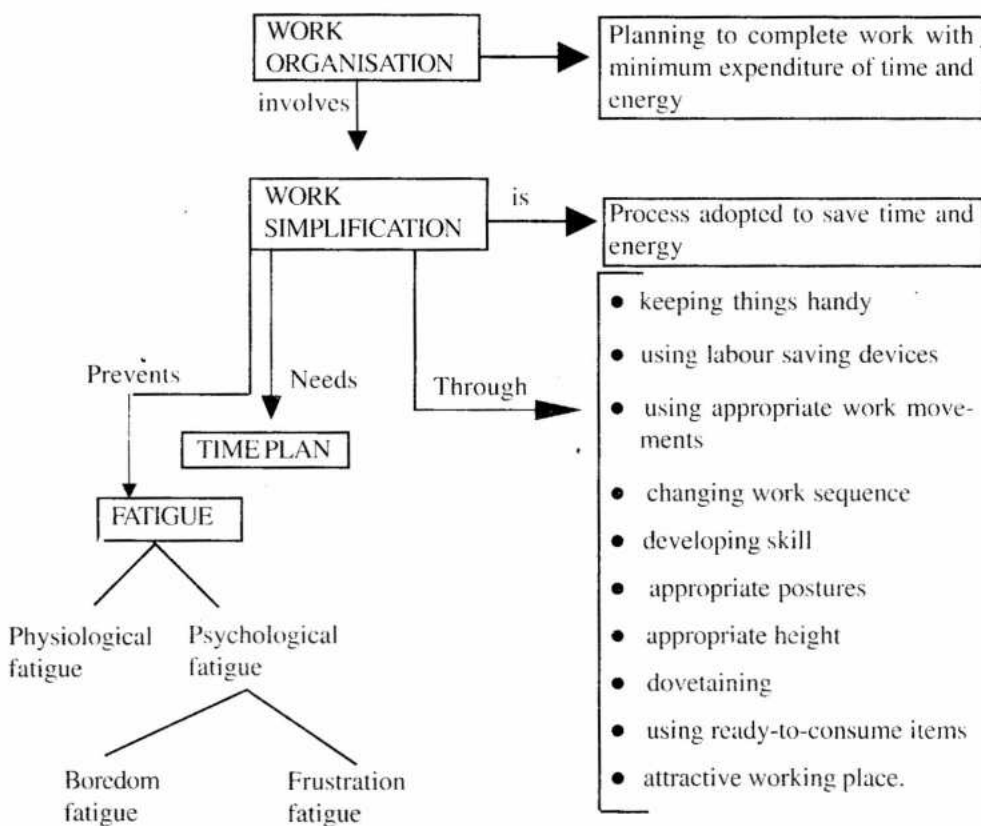 WORK
ORGANISATION
Planning to complete work with
minimum expenditure of time and
energy
involves
WORK
SIMPLIFICATION
is
Process adopted to save time and
energy
Prevents
Needs
Through
TIME PLAN
FATIGUE
Physiological
fatigue
Psychological
fatigue
Boredom
fatigue
Frustration
fatigue
● keeping things handy
● using labour saving devices
● using appropriate work move-
ments
● changing work sequence
● developing skill
● appropriate postures
● appropriate height
● dovetaining
● using ready-to-consume items
● attractive working place.